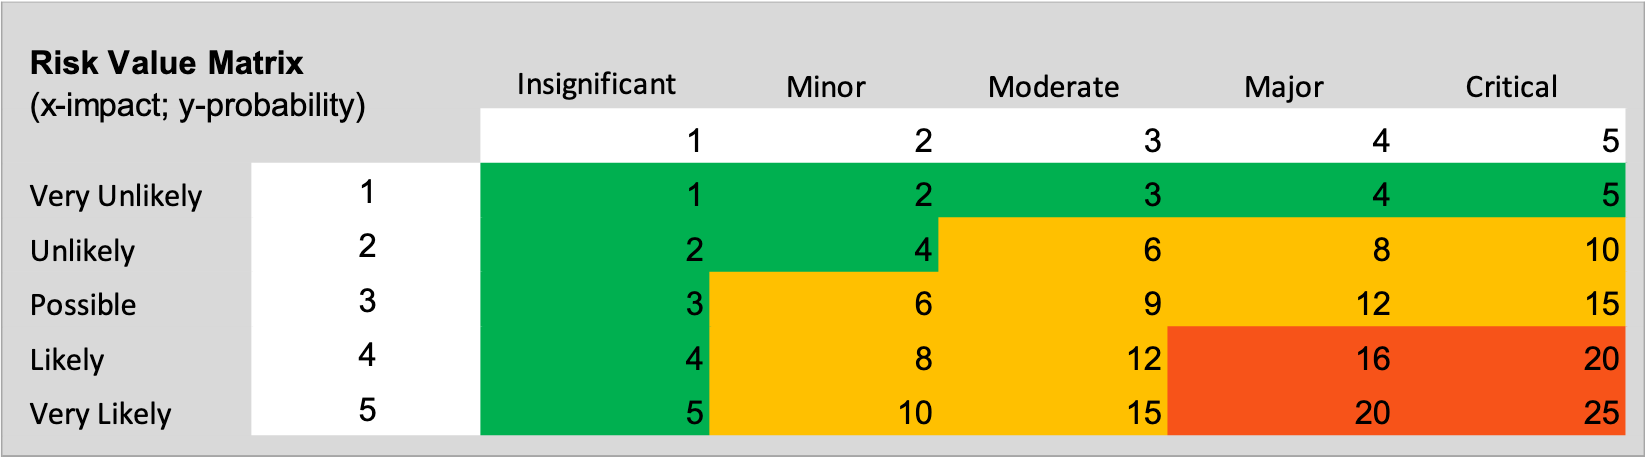 Risk Value Matrix
(x-impact; y-probability)
Insignificant Minor Moderate Major Critical
1 2 3 4 5
Very Unlikely 1 1 2 3 4 5
Unlikely 2 2 4 6 8 10
Possible 3 3 6 9 12 15
Likely 4 4 8 12 16 20
Very Likely 5 5 10 15 20 25